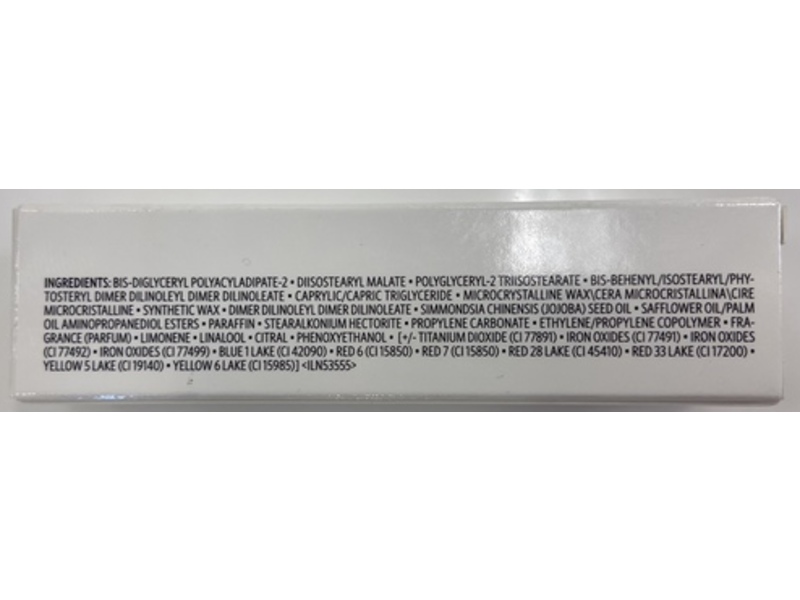 INGREDIENTS: BIS-DIGLYCERYL POLYACYLADIPATE-2 • DIISOSTEARYL MALATE • POLYGLYCERYL-2 TRIISOSTEARATE • BIS-BEHENYL/ISOSTEARYL/PHY-
TOSTERYL DIMER DILINOLEYL DIMER DILINOLEATE • CAPRYLIC/CAPRIC TRIGLYCERIDE • MICROCRYSTALLINE WAX\CERA MICROCRISTALLINA\CIRE
MICROCRISTALLINE • SYNTHETIC WAX • DIMER DILINOLEYL DIMER DILINOLEATE • SIMMONDSIA CHINENSIS (JOJOBA) SEED OIL • SAFFLOWER OIL/PALM
OIL AMINOPROPANEDIOL ESTERS • PARAFFIN • STEARALKONIUM HECTORITE • PROPYLENE CARBONATE • ETHYLENE/PROPYLENE COPOLYMER • FRA-
GRANCE (PARFUM) • LIMONENE • LINALOOL • CITRAL • PHENOXYETHANOL • [+/- TITANIUM DIOXIDE (CI 77891) • IRON OXIDES (CI 77491) • IRON OXIDES
(CI 77492) • IRON OXIDES (CI 77499) • BLUE 1 LAKE (CI 42090) • RED 6 (CI 15850) • RED 7 (CI 15850) • RED 28 LAKE (CI 45410) • RED 33 LAKE (CI 17200) •
YELLOW 5 LAKE (CI 19140) • YELLOW 6 LAKE (CI 15985)] <ILN53555>